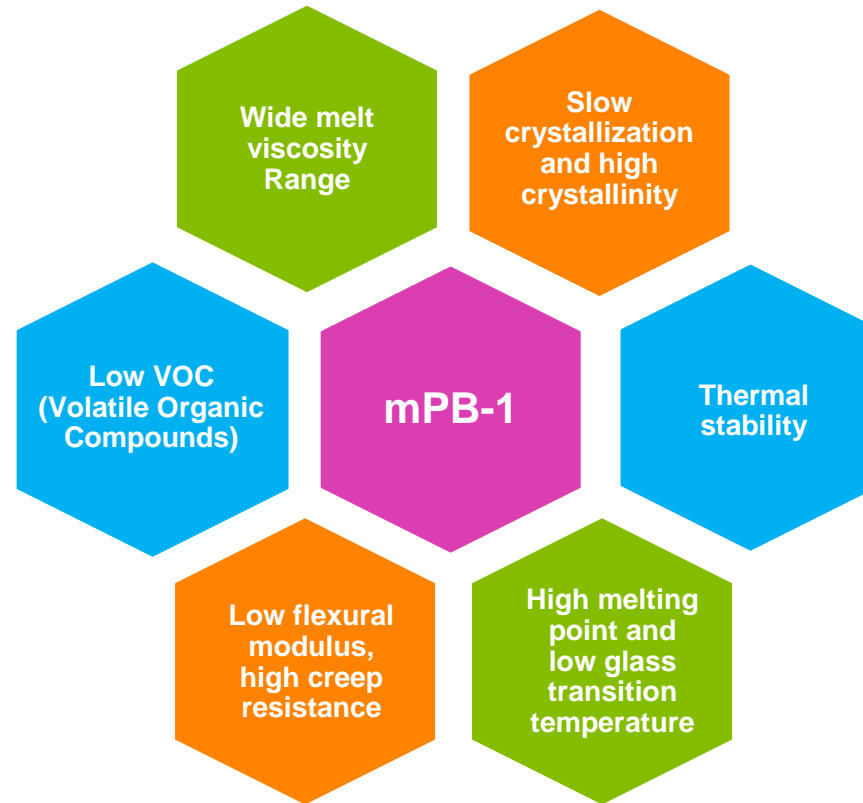 Wide melt
viscosity
Range
Slow
crystallization
and high
crystallinity
Low VOC
(Volatile Organic
Compounds)
mPB-1
Thermal
stability
Low flexural
modulus,
high creep
resistance
High melting
point and
low glass
transition
temperature